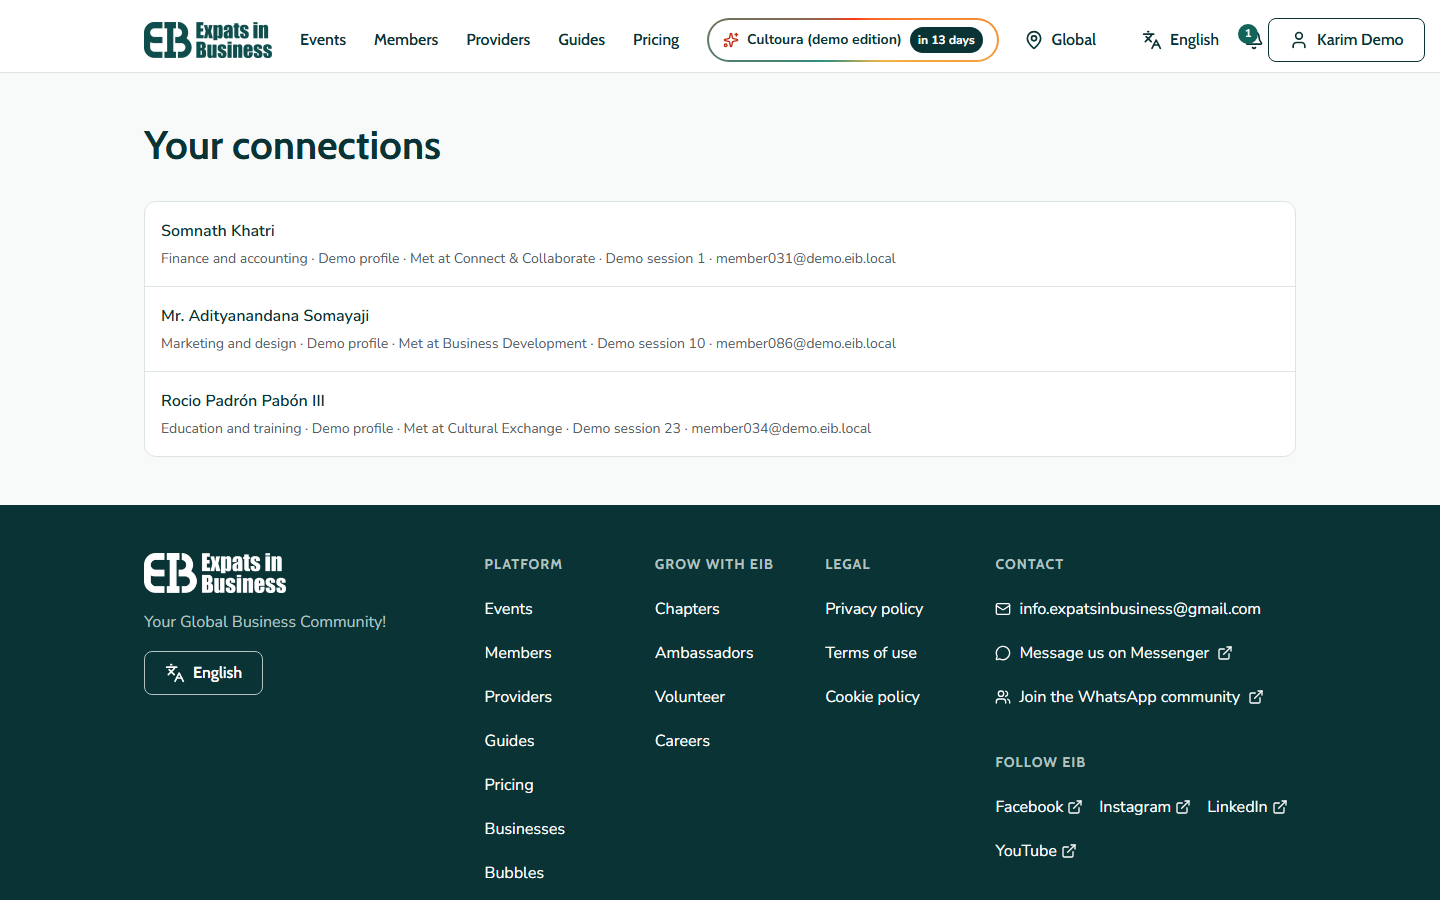 EIB Expats in Business
Events
Members
Providers
Guides
Pricing
Cultoura (demo edition) in 13 days
Global
English
1
Karim Demo
Your connections
Somnath Khatri
Finance and accounting · Demo profile · Met at Connect & Collaborate · Demo session 1 · member031@demo.eib.local
Mr. Adityanandana Somayaji
Marketing and design · Demo profile · Met at Business Development · Demo session 10 · member086@demo.eib.local
Rocio Padrón Pabón III
Education and training · Demo profile · Met at Cultural Exchange · Demo session 23 · member034@demo.eib.local
EIB Expats in Business
Your Global Business Community!
English
PLATFORM
Events
Members
Providers
Guides
Pricing
Businesses
Bubbles
GROW WITH EIB
Chapters
Ambassadors
Volunteer
Careers
LEGAL
Privacy policy
Terms of use
Cookie policy
CONTACT
info.expatsinbusiness@gmail.com
Message us on Messenger
Join the WhatsApp community
FOLLOW EIB
Facebook
Instagram
LinkedIn
YouTube